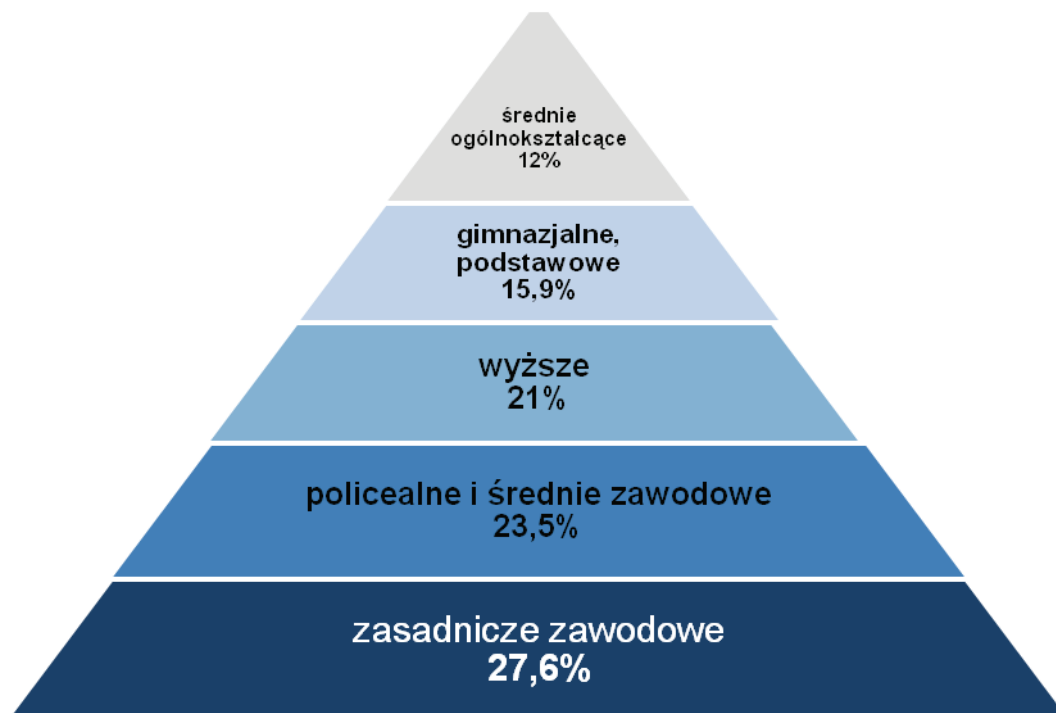 średnie
ogólnokształcące
12%
gimnazjalne,
podstawowe
15,9%
wyższe
21%
policealne i średnie zawodowe
23,5%
zasadnicze zawodowe
27,6%